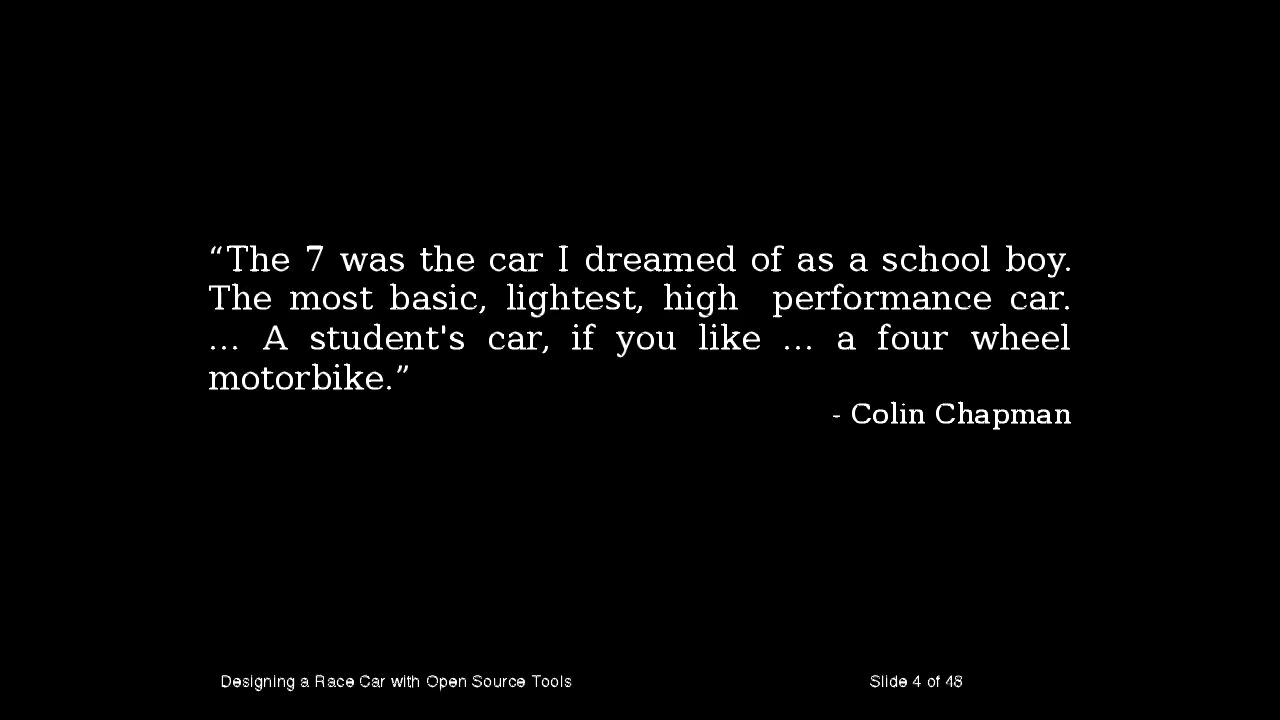 “The 7 was the car I dreamed of as a school boy.
The most basic, lightest, high performance car.
... A student's car, if you like ... a four wheel
motorbike.”
- Colin Chapman
Designing a Race Car with Open Source Tools
Slide 4 of 48